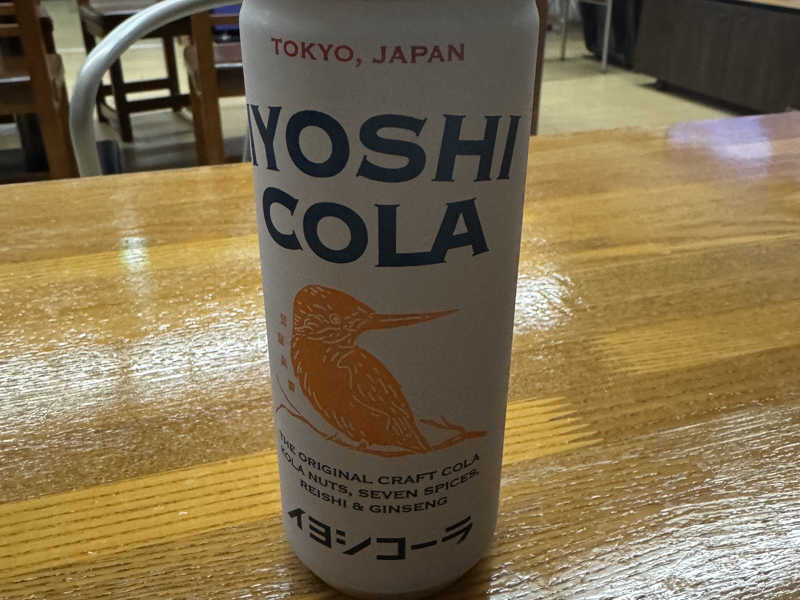 TOKYO, JAPAN
IYOSHI
COLA
THE ORIGINAL CRAFT COLA
KOLA NUTS, SEVEN SPICES,
REISHI & GINSENG
イヨシコーラ